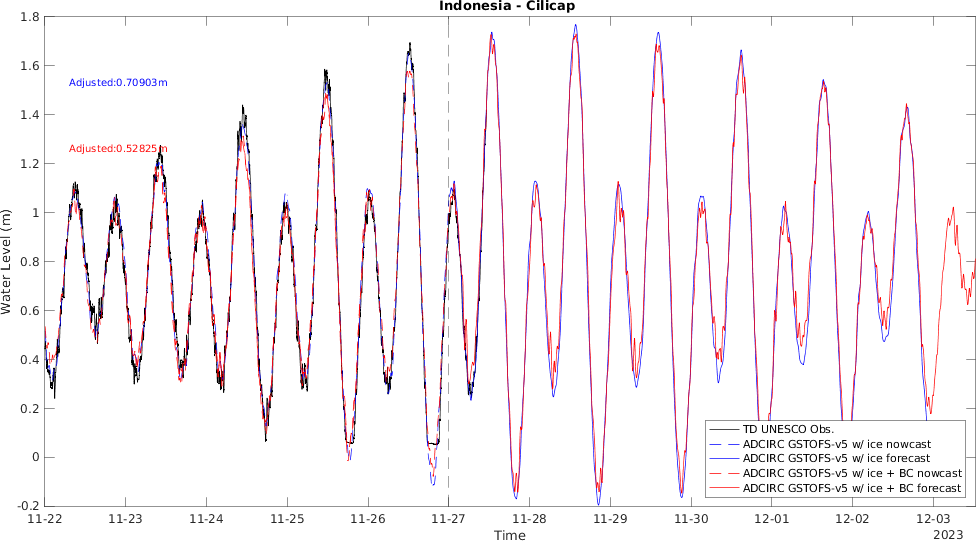 Indonesia - Cilicap
1.8
1.6
1.4
1.2
1
0.8
0.6
0.4
0.2
0
-0.2
Water Level (m)
Adjusted:0.70903m
Adjusted:0.52825m
TD UNESCO Obs.
ADCIRC GSTOFS-v5 w/ ice nowcast
ADCIRC GSTOFS-v5 w/ ice forecast
ADCIRC GSTOFS-v5 w/ ice + BC nowcast
ADCIRC GSTOFS-v5 w/ ice + BC forecast
11-22 11-23 11-24 11-25 11-26 11-27 11-28 11-29 11-30 12-01 12-02 12-03
Time
2023